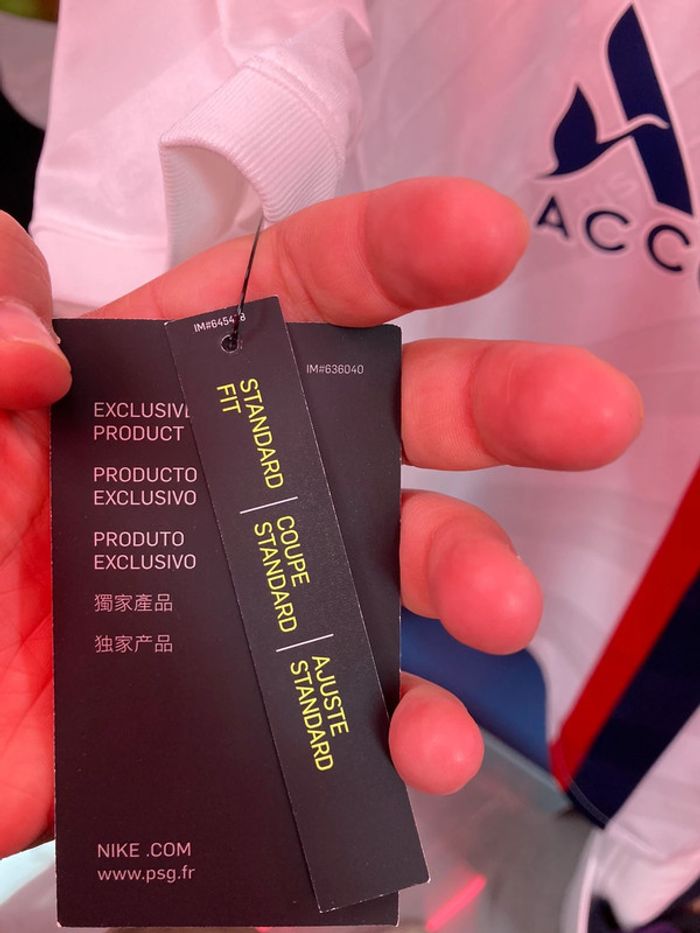 ACC
IM#636040
EXCLUSIVE
PRODUCT
PRODUCTO
EXCLUSIVO
PRODUTO
EXCLUSIVO
獨家產品
独家产品
NIKE .COM
www.psg.fr
STANDARD
FIT
COUPE
STANDARD
AJUSTE
STANDARD